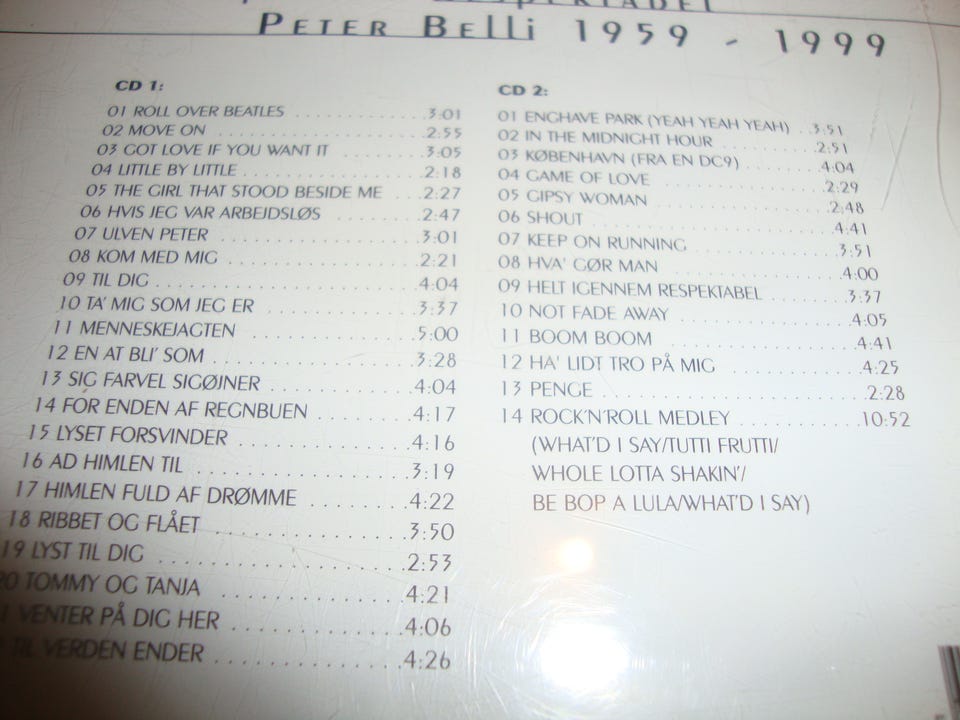 PETER BELLI 1959 - 1999
CD 1:
01 ROLL OVER BEATLES ..................3:01
02 MOVE ON ..................2:55
03 GOT LOVE IF YOU WANT IT ........3:05
04 LITTLE BY LITTLE ..................2:18
05 THE GIRL THAT STOOD BESIDE ME ......2:27
06 HVIS JEG VAR ARBEJDSLØS ..........2:47
07 ULVEN PETER ..................3:01
08 KOM MED MIG ..................2:21
09 TIL DIG ..................4:04
10 TA' MIG SOM JEG ER ..............3:37
11 MENNESKEJAGTEN ................5:00
12 EN AT BLI' SOM ..................3:28
13 SIG FARVEL SIGØJNER ..............4:04
14 FOR ENDEN AF REGNBUEN ........4:17
15 LYSET FORSVINDER ..............4:16
16 AD HIMLEN TIL ..................3:19
17 HIMLEN FULD AF DRØMME ........4:22
18 RIBBET OG FLÅET ................3:50
19 LYST TIL DIG ..................2:53
20 TOMMY OG TANJA ..............4:21
VENTER PÅ DIG HER ..............4:06
TIL VERDEN ENDER ..............4:26
CD 2:
01 ENGHAVE PARK (YEAH YEAH YEAH) ..3:51
02 IN THE MIDNIGHT HOUR ..........2:51
03 KØBENHAVN (FRA EN DC9) ........4:04
04 GAME OF LOVE ..................2:29
05 GIPSY WOMAN ..................2:48
06 SHOUT ..................4:41
07 KEEP ON RUNNING ..............3:51
08 HVA' GØR MAN ................4:00
09 HELT IGENNEM RESPEKTABEL ........3:37
10 NOT FADE AWAY ................4:05
11 BOOM BOOM ..................4:41
12 HA' LIDT TRO PÅ MIG ............4:25
13 PENGE ..................2:28
14 ROCK'N'ROLL MEDLEY ............10:52
(WHAT'D I SAY/TUTTI FRUTTI/
WHOLE LOTTA SHAKIN'/
BE BOP A LULA/WHAT'D I SAY)